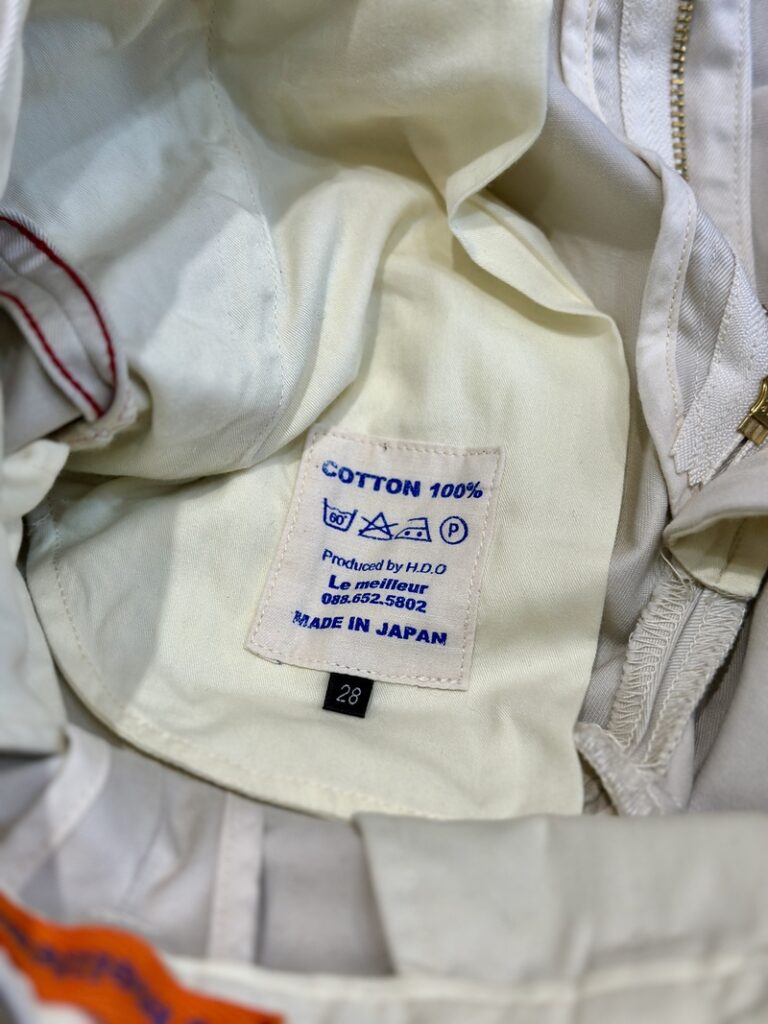 COTTON 100%
60° P
Produced by H.D.O
Le meilleur
088.652.5802
MADE IN JAPAN
28